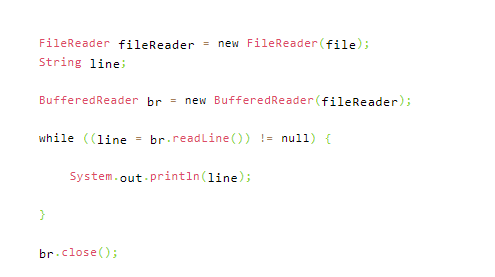 FileReader fileReader = new FileReader(file);
String line;
BufferedReader br = new BufferedReader(fileReader);
while ((line = br.readLine()) != null) {
System.out.println(line);
}
br.close();